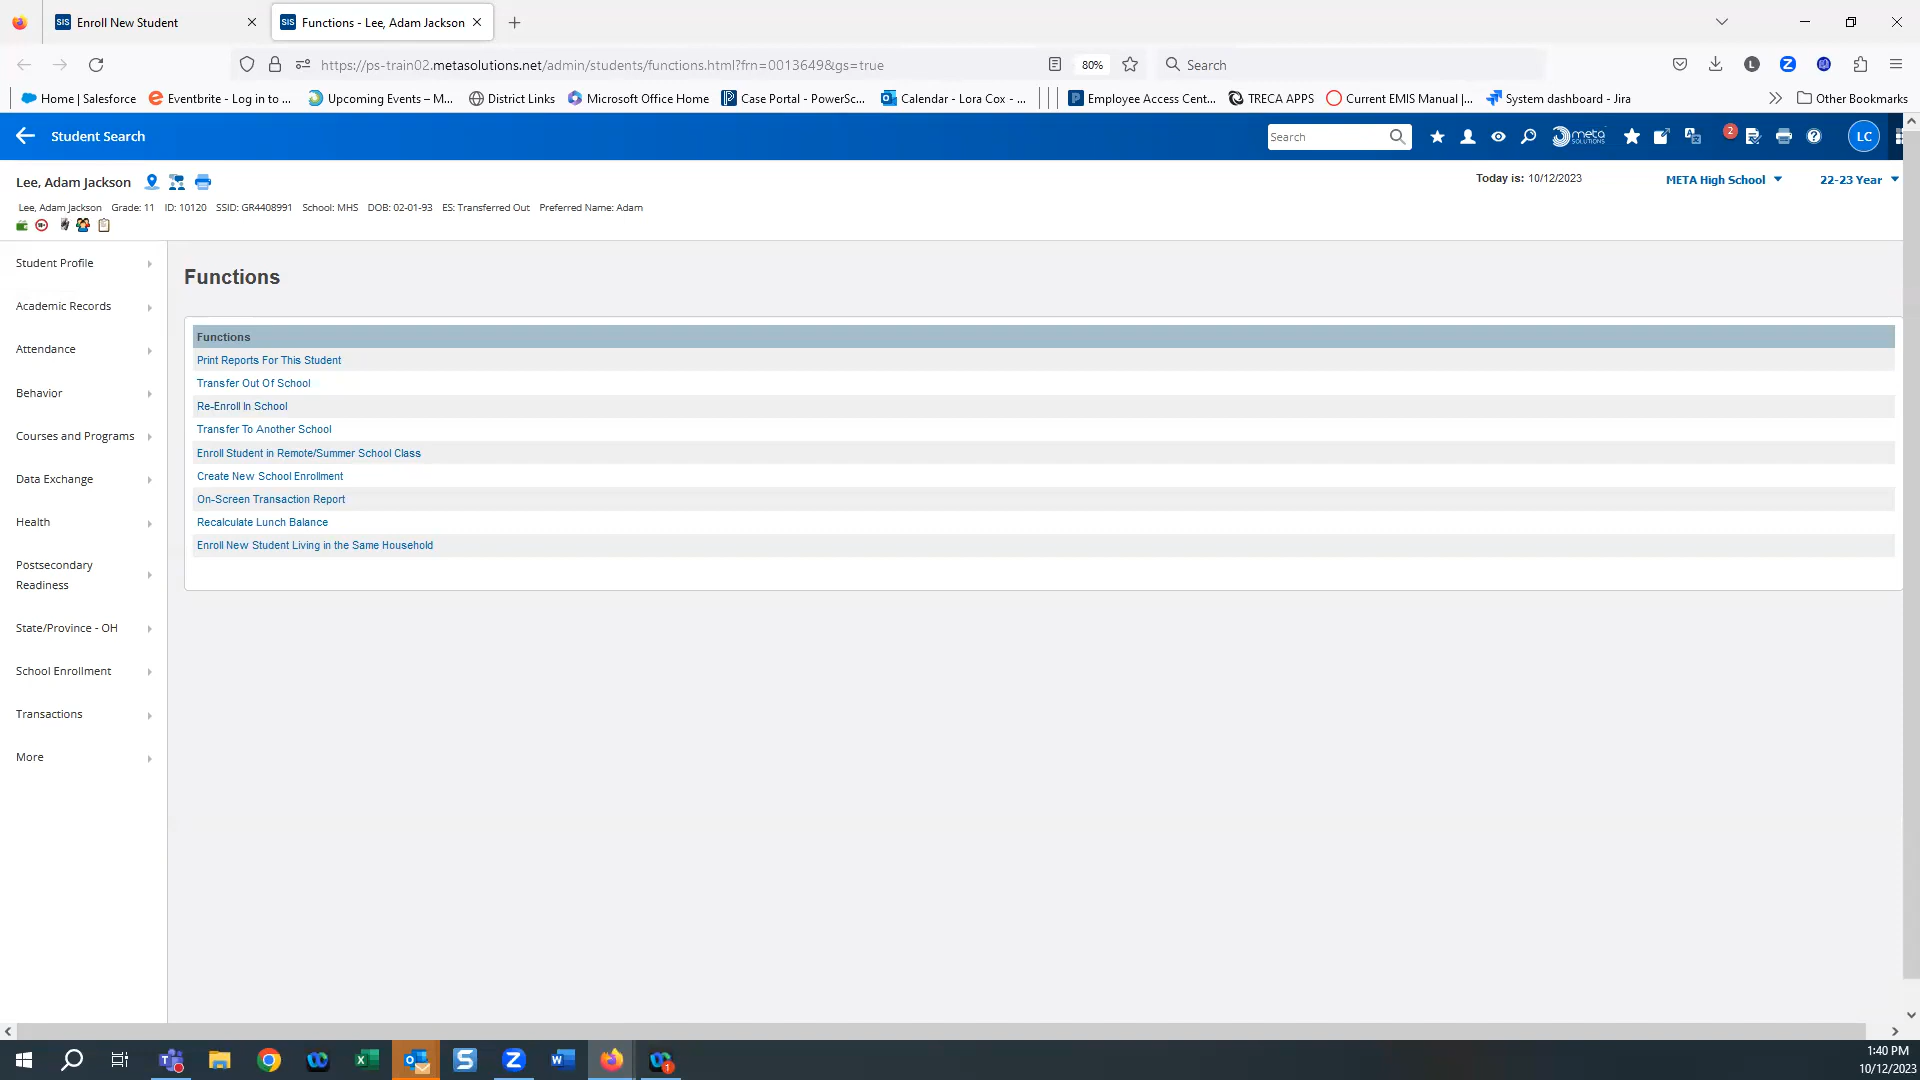 Enroll New Student
Functions - Lee, Adam Jackson
https://ps-train02.metasolutions.net/admin/students/functions.html?frn=0013649&gs=true
80%
Search
Home | Salesforce
Eventbrite - Log in to ...
Upcoming Events – M...
District Links
Microsoft Office Home
Case Portal - PowerSc...
Calendar - Lora Cox - ...
Employee Access Cent...
TRECA APPS
Current EMIS Manual |...
System dashboard - Jira
Other Bookmarks
Student Search
Search
meta SOLUTIONS
2
LC
Lee, Adam Jackson
Today is: 10/12/2023
META High School
22-23 Year
Lee, Adam Jackson Grade: 11 ID: 10120 SSID: GR4408991 School: MHS DOB: 02-01-93 ES: Transferred Out Preferred Name: Adam
Student Profile
Academic Records
Attendance
Behavior
Courses and Programs
Data Exchange
Health
Postsecondary
Readiness
State/Province - OH
School Enrollment
Transactions
More
Functions
Functions
Print Reports For This Student
Transfer Out Of School
Re-Enroll In School
Transfer To Another School
Enroll Student in Remote/Summer School Class
Create New School Enrollment
On-Screen Transaction Report
Recalculate Lunch Balance
Enroll New Student Living in the Same Household
1:40 PM
10/12/2023